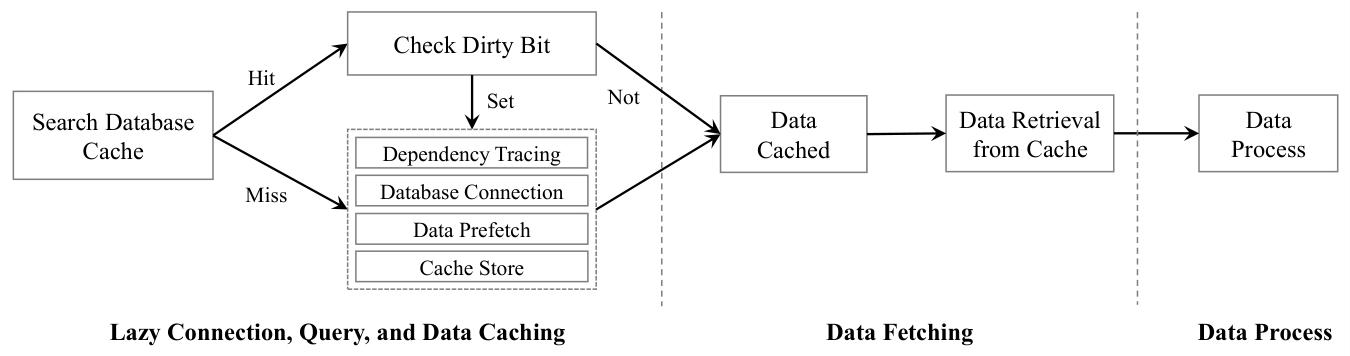 Search Database
Cache
Hit
Miss
Check Dirty Bit
Set
Not
Dependency Tracing
Database Connection
Data Prefetch
Cache Store
Data
Cached
Data Retrieval
from Cache
Data
Process
Lazy Connection, Query, and Data Caching
Data Fetching
Data Process